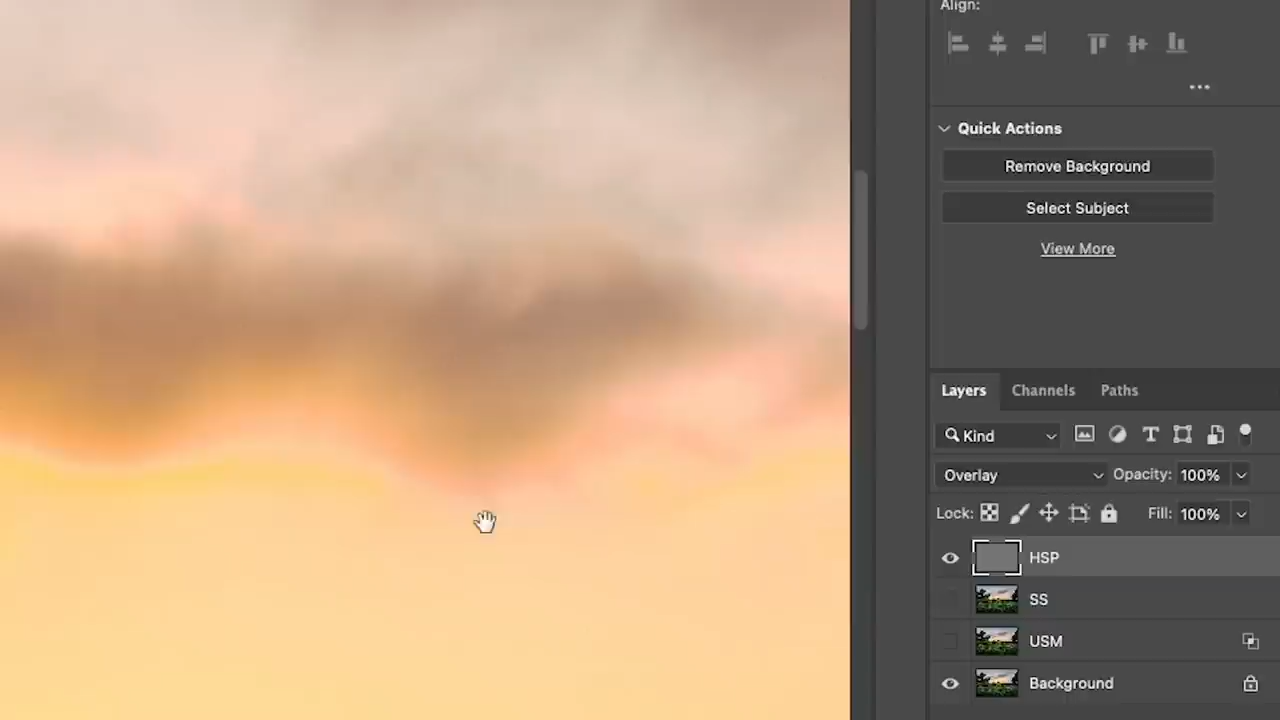 Align:
Quick Actions
Remove Background
Select Subject
View More
Layers Channels Paths
Kind
Overlay Opacity: 100%
Lock: Fill: 100%
HSP
SS
USM
Background